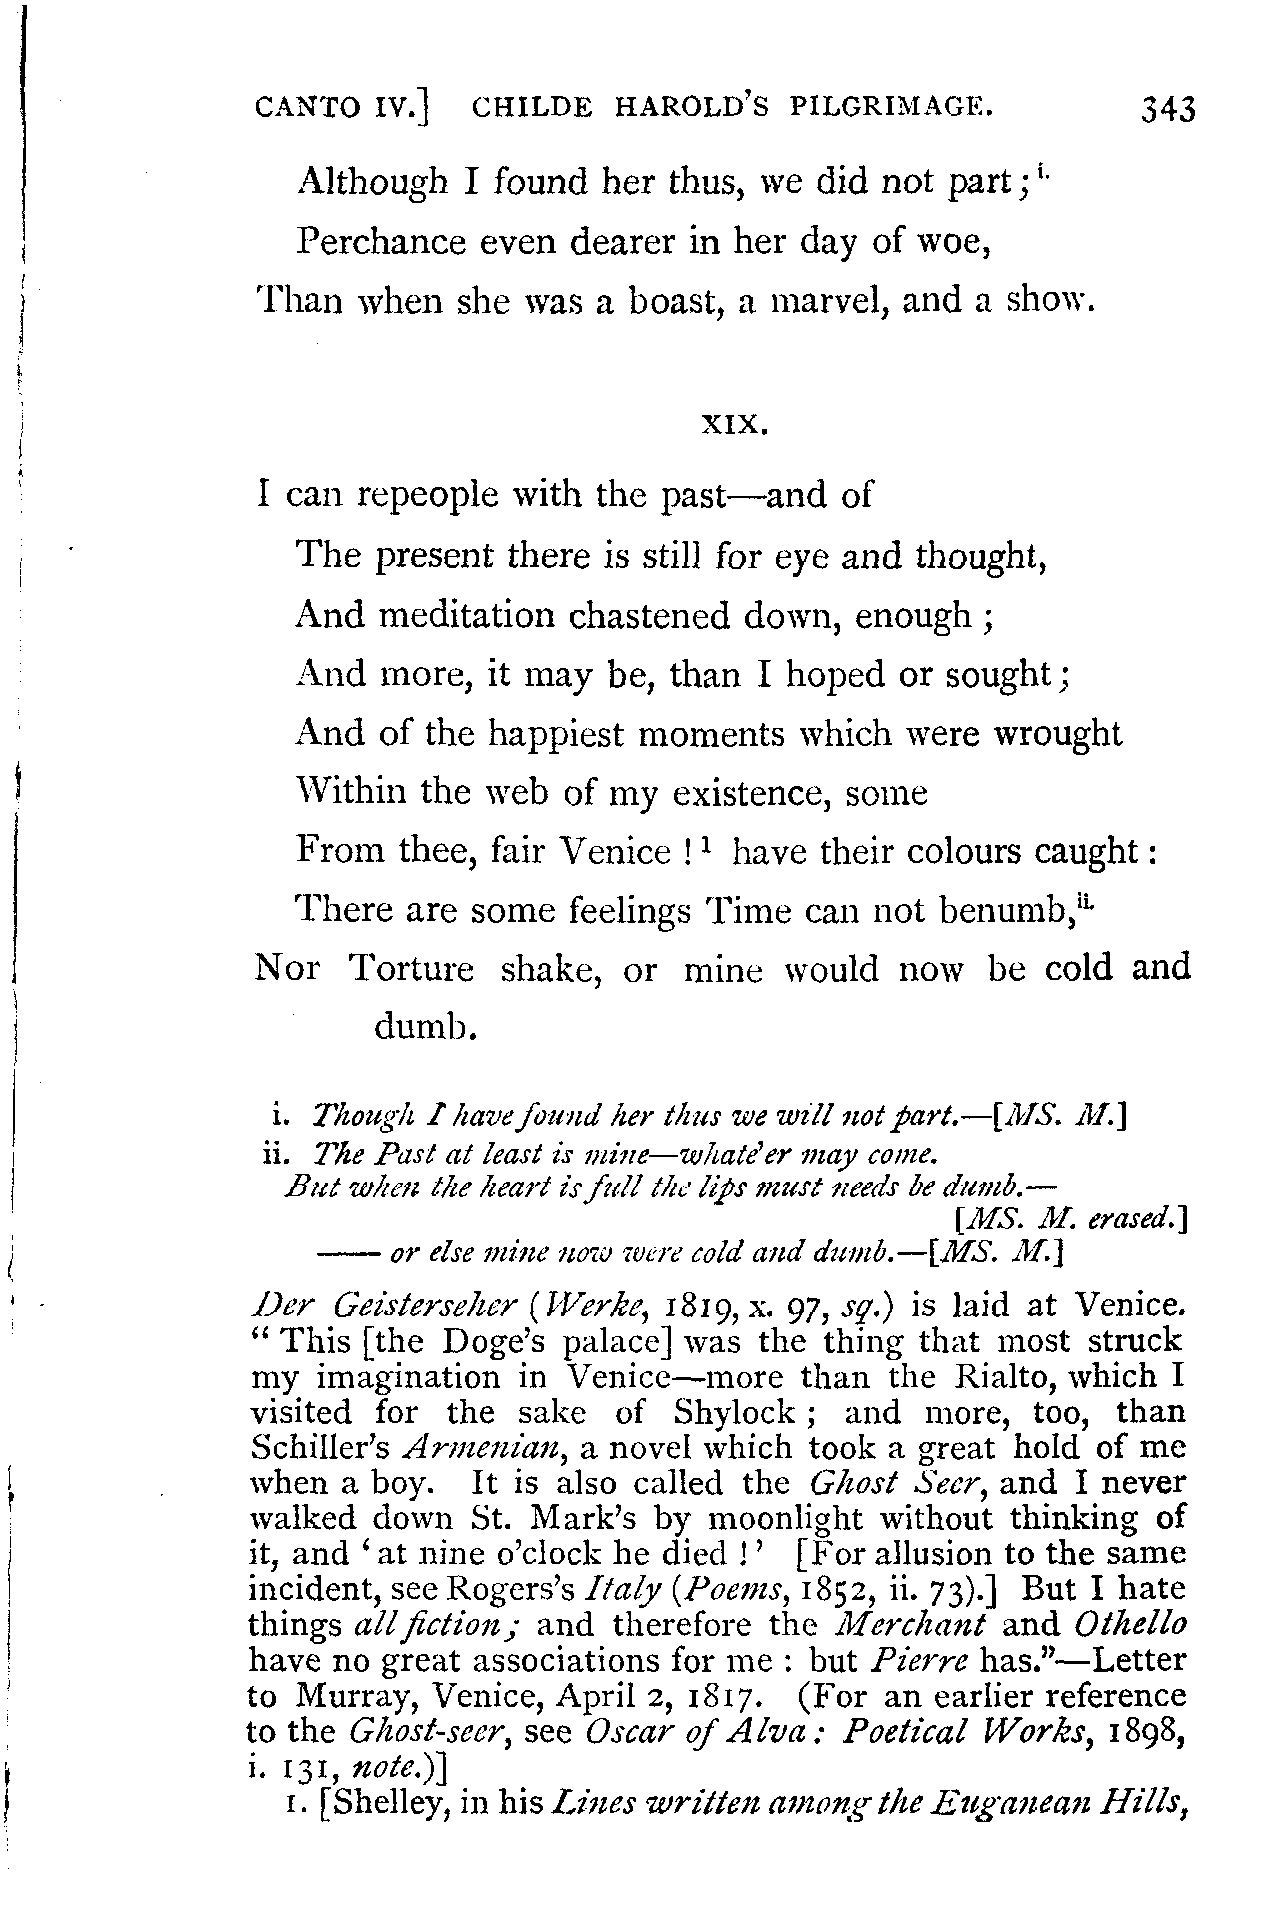 CANTO IV.] CHILDE HAROLD'S PILGRIMAGE. 343
Although I found her thus, we did not part; i.
Perchance even dearer in her day of woe,
Than when she was a boast, a marvel, and a show.
XIX.
I can repeople with the past—and of
The present there is still for eye and thought,
And meditation chastened down, enough ;
And more, it may be, than I hoped or sought;
And of the happiest moments which were wrought
Within the web of my existence, some
From thee, fair Venice ! 1 have their colours caught :
There are some feelings Time can not benumb, ii.
Nor Torture shake, or mine would now be cold and
dumb.
i. Though I have found her thus we will not part.—[MS. M.]
ii. The Past at least is mine—whate'er may come.
But when the heart is full the lips must needs be dumb.—
[MS. M. erased.]
—— or else mine now were cold and dumb.—[MS. M.]
Der Geisterseher (Werke, 1819, x. 97, sq.) is laid at Venice.
"This [the Doge's palace] was the thing that most struck
my imagination in Venice—more than the Rialto, which I
visited for the sake of Shylock ; and more, too, than
Schiller's Armenian, a novel which took a great hold of me
when a boy. It is also called the Ghost Seer, and I never
walked down St. Mark's by moonlight without thinking of
it, and 'at nine o'clock he died !' [For allusion to the same
incident, see Rogers's Italy (Poems, 1852, ii. 73).] But I hate
things all fiction; and therefore the Merchant and Othello
have no great associations for me : but Pierre has."—Letter
to Murray, Venice, April 2, 1817. (For an earlier reference
to the Ghost-seer, see Oscar of Alva: Poetical Works, 1898,
i. 131, note.)]
1. [Shelley, in his Lines written among the Euganean Hills,